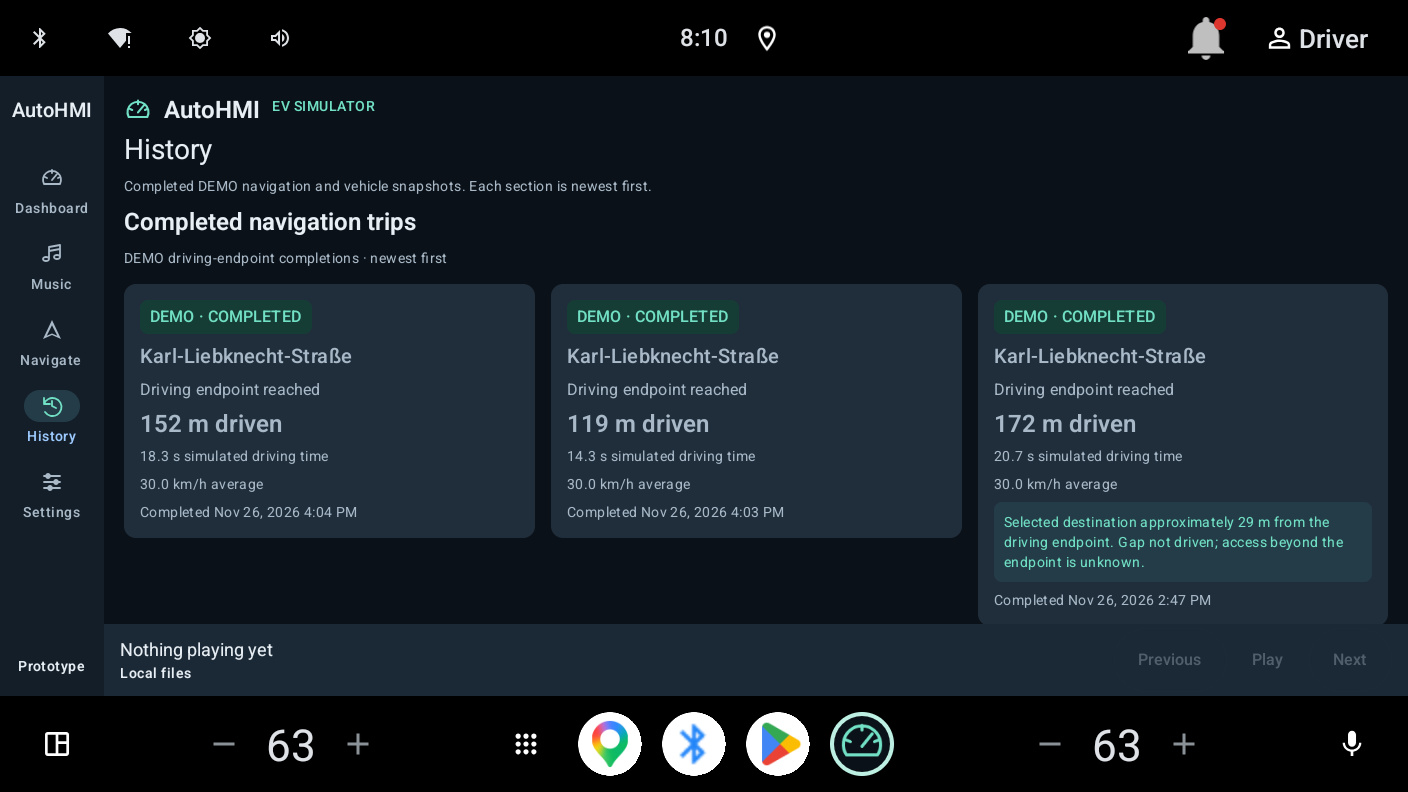 8:10
Driver
AutoHMI
Dashboard
Music
Navigate
History
Settings
Prototype
AutoHMI EV SIMULATOR
History
Completed DEMO navigation and vehicle snapshots. Each section is newest first.
Completed navigation trips
DEMO driving-endpoint completions · newest first
DEMO · COMPLETED
Karl-Liebknecht-Straße
Driving endpoint reached
152 m driven
18.3 s simulated driving time
30.0 km/h average
Completed Nov 26, 2026 4:04 PM
DEMO · COMPLETED
Karl-Liebknecht-Straße
Driving endpoint reached
119 m driven
14.3 s simulated driving time
30.0 km/h average
Completed Nov 26, 2026 4:03 PM
DEMO · COMPLETED
Karl-Liebknecht-Straße
Driving endpoint reached
172 m driven
20.7 s simulated driving time
30.0 km/h average
Selected destination approximately 29 m from the
driving endpoint. Gap not driven; access beyond the
endpoint is unknown.
Completed Nov 26, 2026 2:47 PM
Nothing playing yet
Local files
Previous
Play
Next
63
63